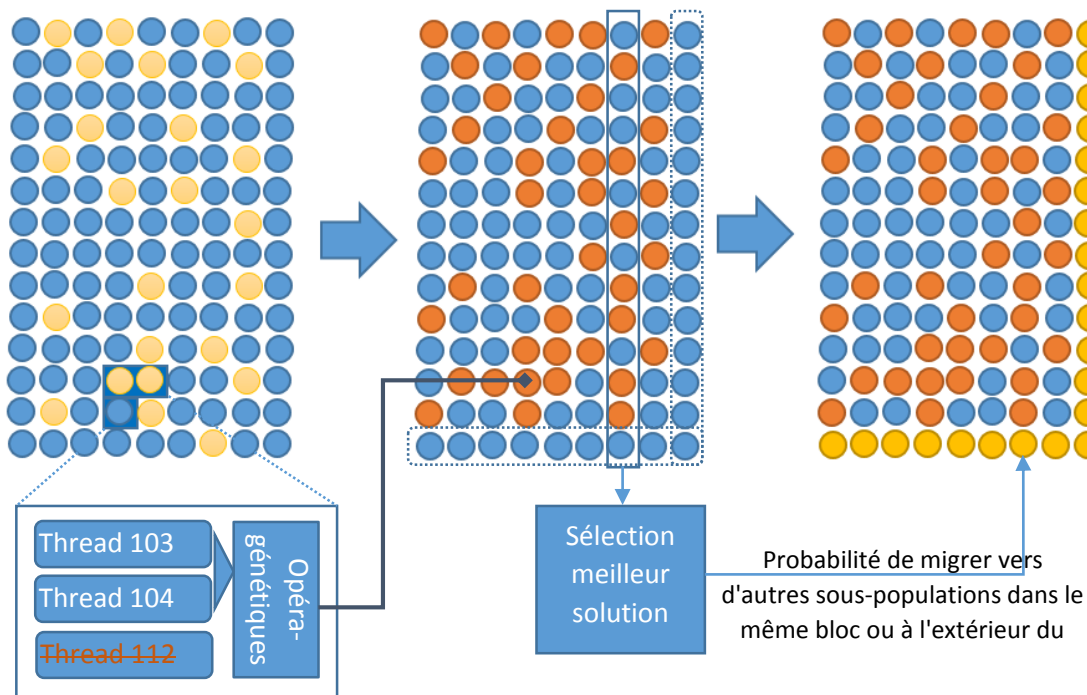 Thread 103
Thread 104
Thread 112
Opéra-
génétiques
Sélection
meilleur
solution
Probabilité de migrer vers
d'autres sous-populations dans le
même bloc ou à l'extérieur du